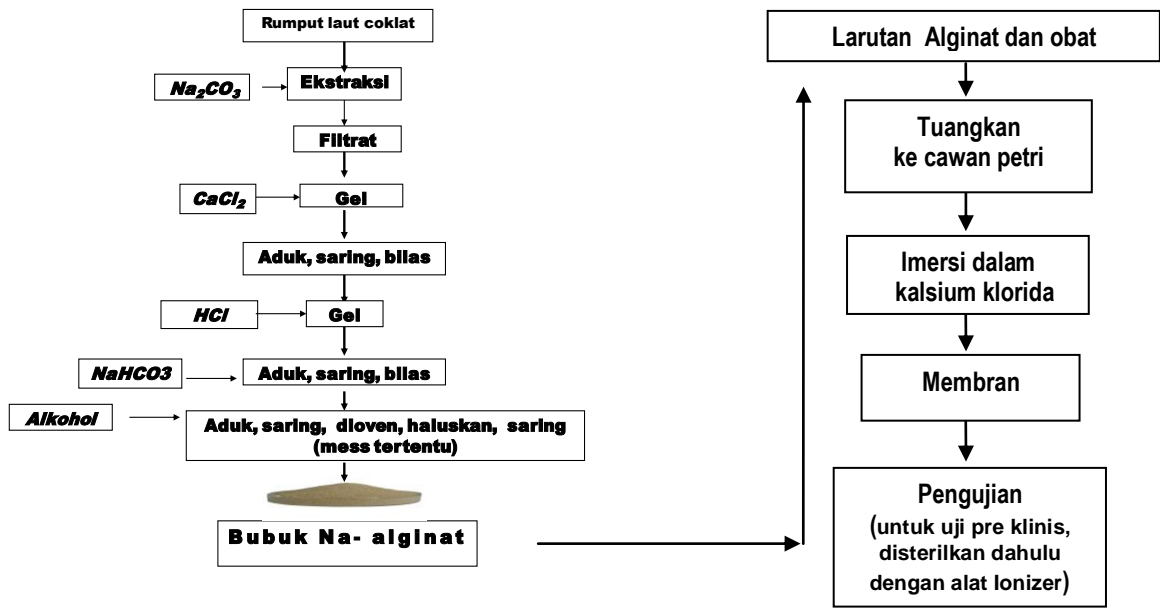 Rumput laut coklat
Na2CO3
Ekstraksi
Filtrat
CaCl2
Gel
Aduk, saring, bilas
HCl
Gel
NaHCO3
Aduk, saring, bilas
Alkohol
Aduk, saring, dioven, haluskan, saring
(mess tertentu)
Bubuk Na- alginat
Larutan Alginat dan obat
Tuangkan
ke cawan petri
Imersi dalam
kalsium klorida
Membran
Pengujian
(untuk uji pre klinis,
disterilkan dahulu
dengan alat Ionizer)